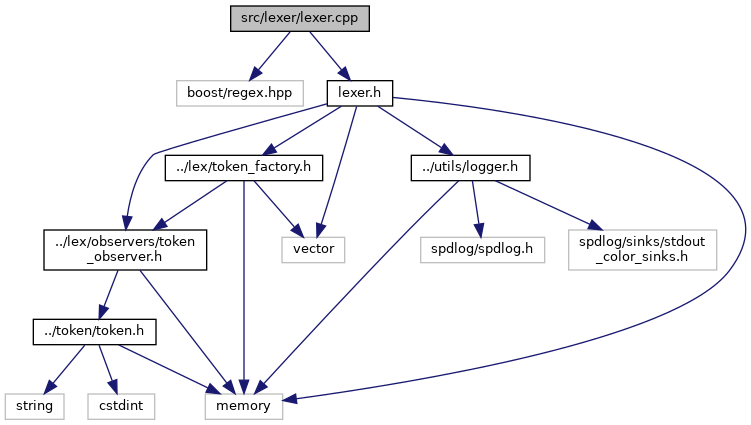 src/lexer/lexer.cpp
boost/regex.hpp
lexer.h
../lex/token_factory.h
../utils/logger.h
../lex/observers/token
_observer.h
vector
spdlog/spdlog.h
spdlog/sinks/stdout
_color_sinks.h
../token/token.h
string
cstdint
memory